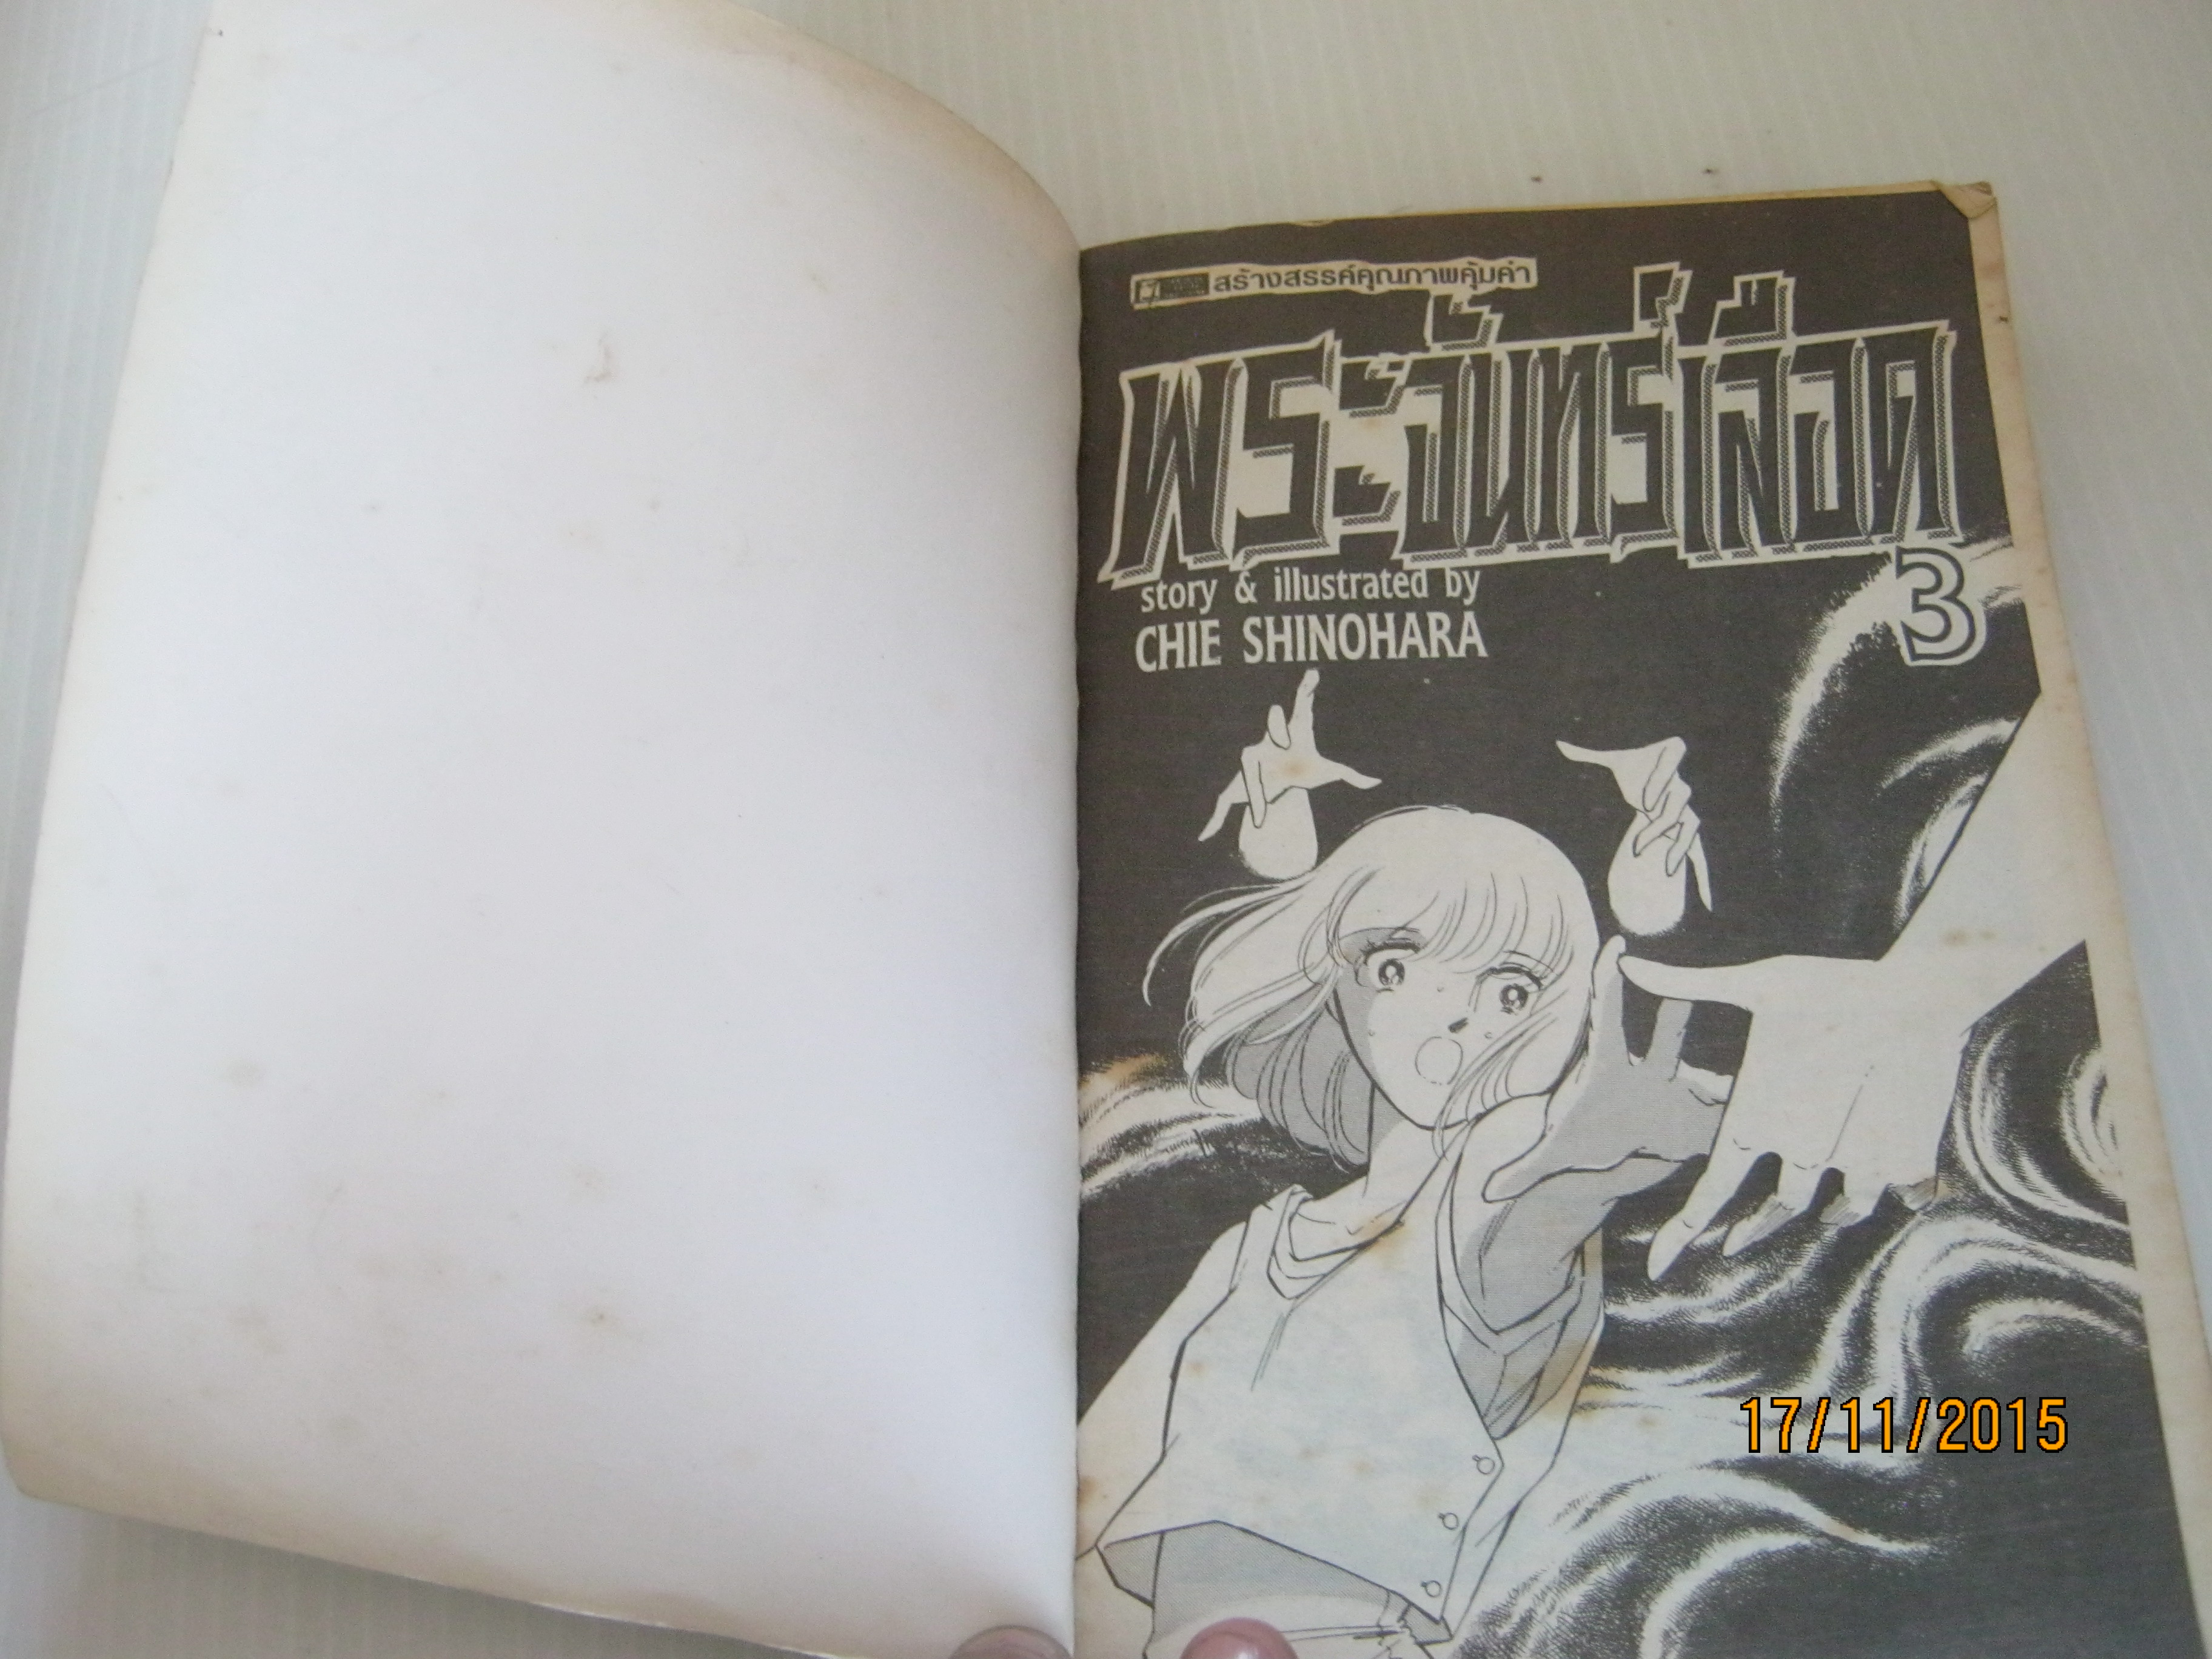 สร้างสรรค์คุณภาพคุ้มค่า
พระจันทร์เลือด
3
story & illustrated by
CHIE SHINOHARA
17/11/2015